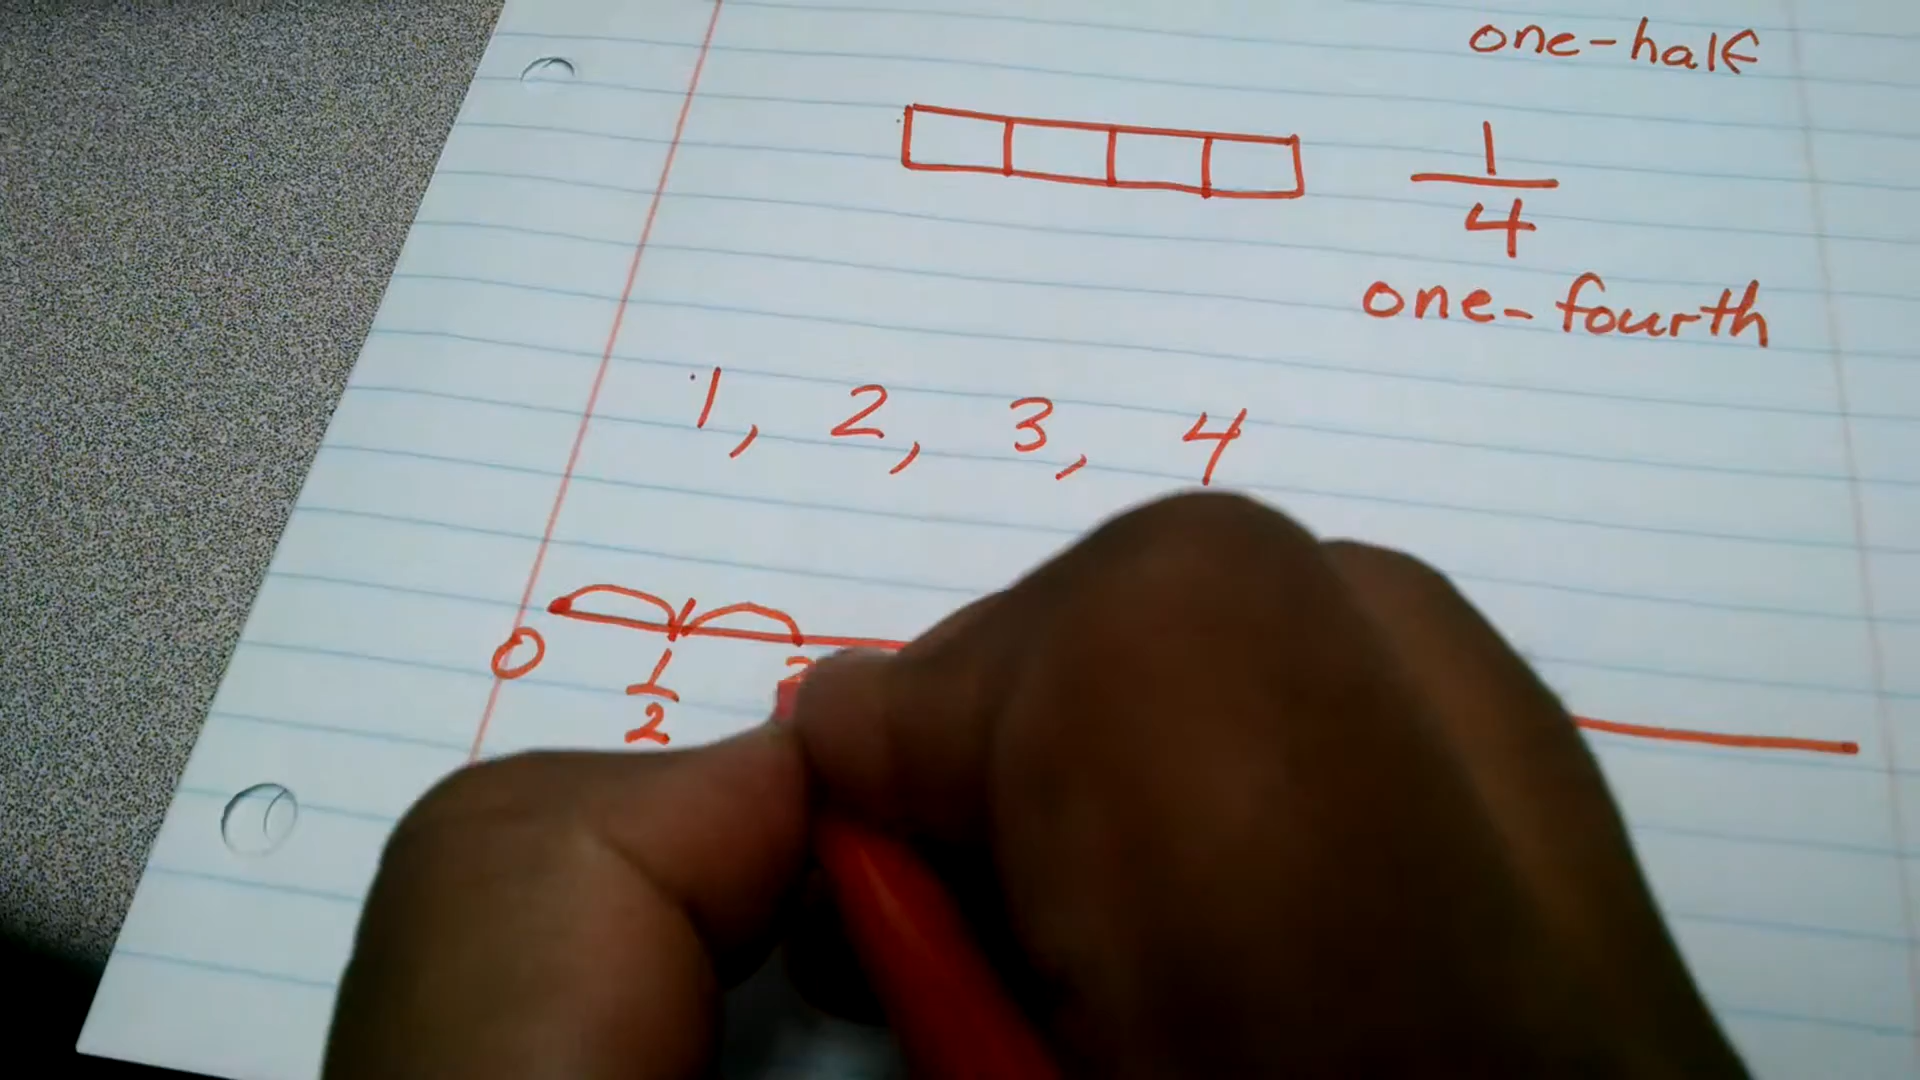 one-half
1
4
one-fourth
1, 2, 3, 4
0
1
2